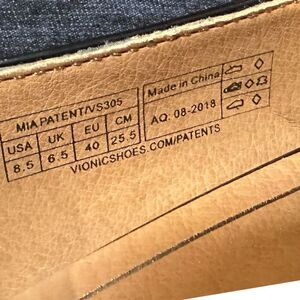 MIA PATENT/VS305
USA UK EU CM
8.5 6.5 40 25.5
VIONICSHOES.COM/PATENTS
Made in China
AQ: 08-2018